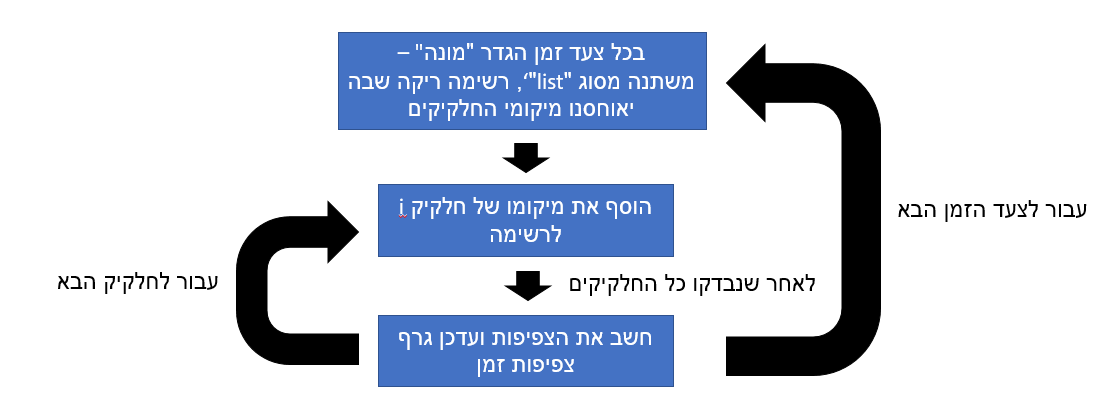 בכל צעד זמן הגדר "מונה" –
משתנה מסוג "list"', רשימה ריקה שבה
יאוחסנו מיקומי החלקיקים
הוסף את מיקומו של חלקיק i
לרשימה
עבור לצעד הזמן הבא
עבור לחלקיק הבא
לאחר שנבדקו כל החלקיקים
חשב את הצפיפות ועדכן גרף
צפיפות זמן